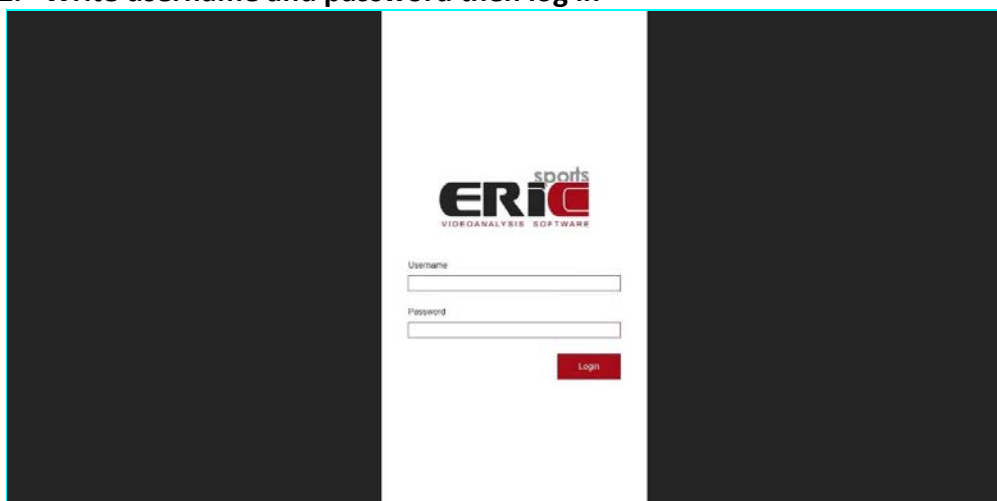 Write username and password then log in
sports
ERIC
VIDEOANALYSIS SOFTWARE
Username
Password
Login